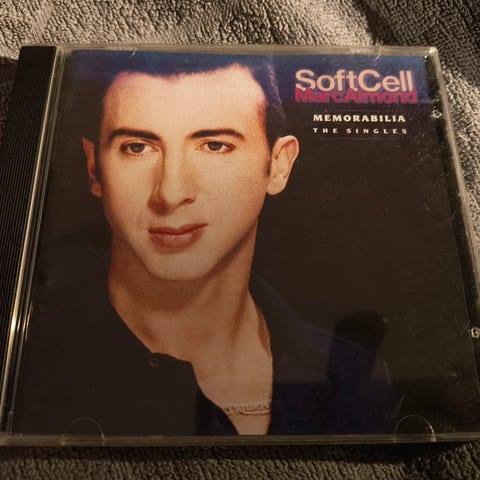 SoftCell
MarcAlmond
MEMORABILIA
THE SINGLES